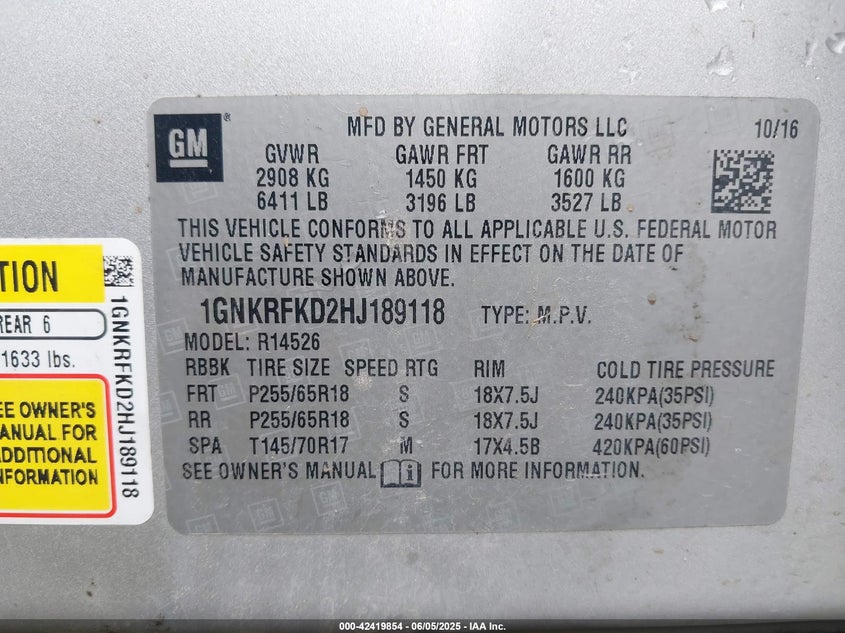 GM
®
MFD BY GENERAL MOTORS LLC 10/16
GVWR GAWR FRT GAWR RR
2908 KG 1450 KG 1600 KG
6411 LB 3196 LB 3527 LB
THIS VEHICLE CONFORMS TO ALL APPLICABLE U.S. FEDERAL MOTOR
VEHICLE SAFETY STANDARDS IN EFFECT ON THE DATE OF
MANUFACTURE SHOWN ABOVE.
1GNKRFKD2HJ189118 TYPE: M.P.V.
MODEL: R14526
RBBK TIRE SIZE SPEED RTG RIM COLD TIRE PRESSURE
FRT P255/65R18 S 18X7.5J 240KPA(35PSI)
RR P255/65R18 S 18X7.5J 240KPA(35PSI)
SPA T145/70R17 M 17X4.5B 420KPA(60PSI)
SEE OWNER'S MANUAL FOR MORE INFORMATION.
TION
REAR 6
1633 lbs.
EE OWNER'S
ANUAL FOR
ADDITIONAL
NFORMATION
1GNKRFKD2HJ189118
000-42419854 - 06/05/2025 - IAA Inc.